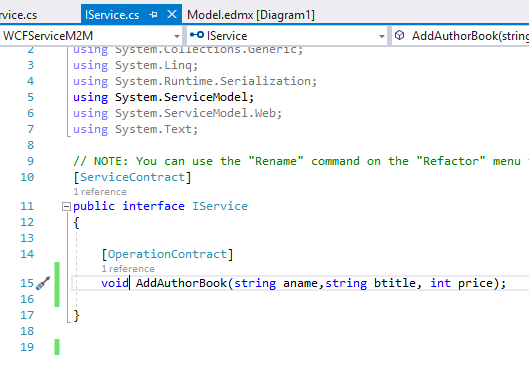 rvice.cs IService.cs Model.edmx [Diagram1]
WCFServiceM2M IService AddAuthorBook(string
2 using System.Collections.Generic;
3 using System.Linq;
4 using System.Runtime.Serialization;
5 using System.ServiceModel;
6 using System.ServiceModel.Web;
7 using System.Text;
8
9 // NOTE: You can use the "Rename" command on the "Refactor" menu
10 [ServiceContract]
1 reference
11 public interface IService
12 {
13
14 [OperationContract]
1 reference
15 void AddAuthorBook(string aname,string btitle, int price);
16
17 }
18
19